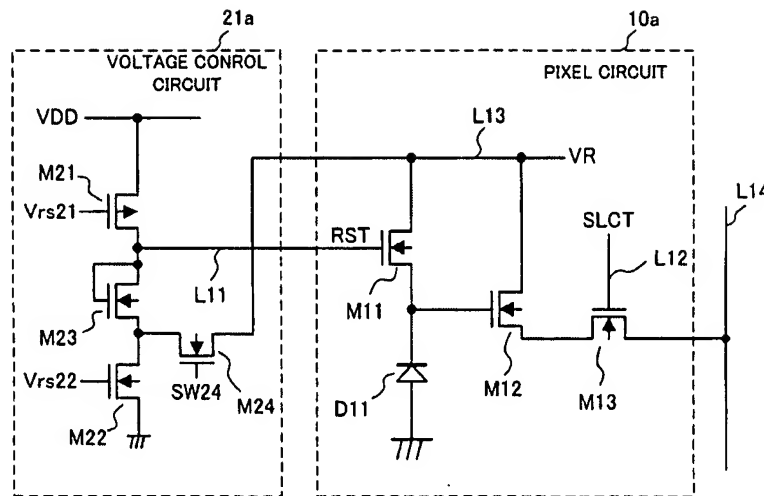 21a
10a
VOLTAGE CONROL
CIRCUIT
PIXEL CIRCUIT
VDD
L13
VR
M21
L14
Vrs21
RST
SLCT
L12
L11
M11
M23
M12
M13
Vrs22
SW24
M24
D11
M22